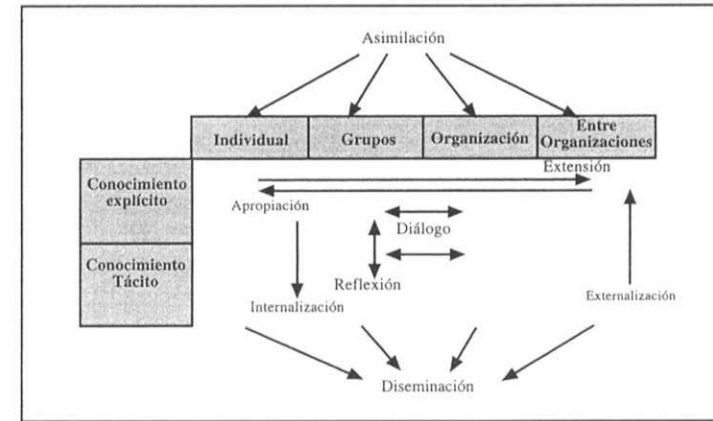 Asimilación
Individual
Grupos
Organización
Entre
Organizaciones
Extensión
Conocimiento
explícito
Apropiación
Diálogo
Conocimiento
Tácito
Reflexión
Internalización
Externalización
Diseminación